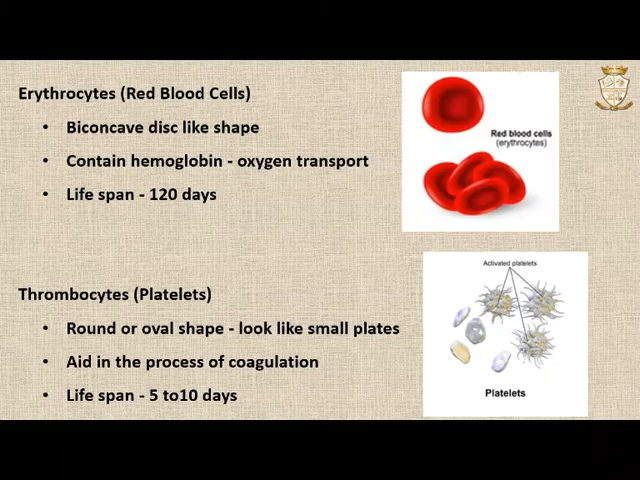 Erythrocytes (Red Blood Cells)
• Biconcave disc like shape
• Contain hemoglobin - oxygen transport
• Life span - 120 days
Red blood cells
(erythrocytes)
Thrombocytes (Platelets)
• Round or oval shape - look like small plates
• Aid in the process of coagulation
• Life span - 5 to10 days
Activated platelets
Platelets